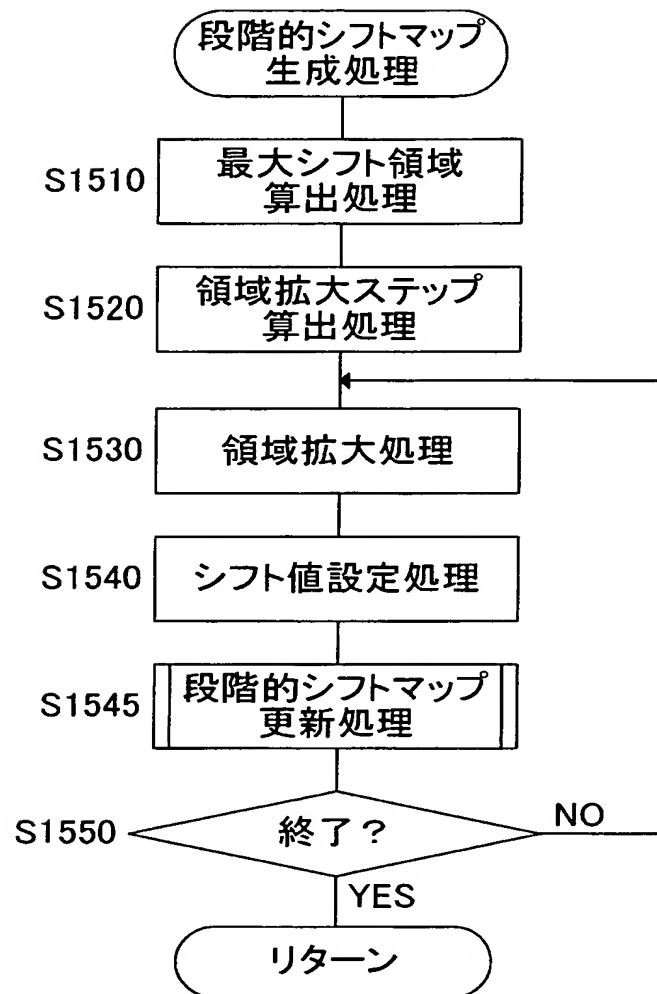 段階的シフトマップ
生成処理
S1510
最大シフト領域
算出処理
S1520
領域拡大ステップ
算出処理
S1530
領域拡大処理
S1540
シフト値設定処理
S1545
段階的シフトマップ
更新処理
S1550
終了？
NO
YES
リターン